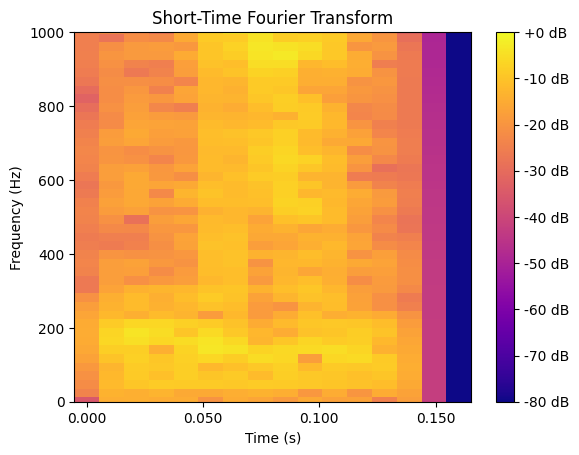 Short-Time Fourier Transform
1000
800
600
400
200
0
Frequency (Hz)
0.000
0.050
0.100
0.150
Time (s)
+0 dB
-10 dB
-20 dB
-30 dB
-40 dB
-50 dB
-60 dB
-70 dB
-80 dB